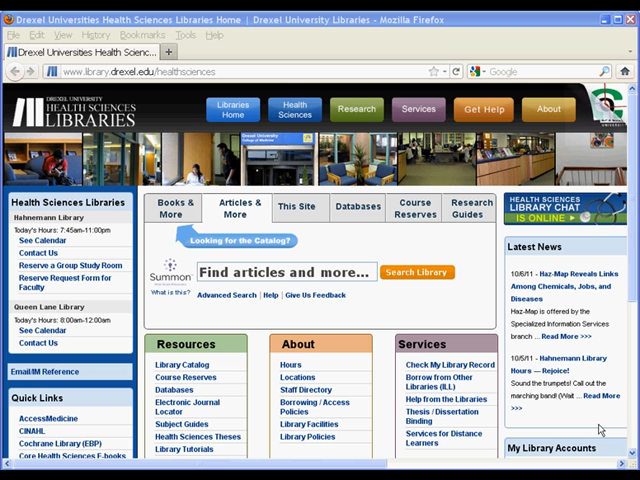 Drexel Universities Health Sciences Libraries Home | Drexel University Libraries - Mozilla Firefox
File Edit View History Bookmarks Tools Help
Drexel Universities Health Scienc...
www.library.drexel.edu/healthsciences
Google
DREXEL UNIVERSITY
HEALTH SCIENCES
LIBRARIES
Libraries
Home
Health
Sciences
Research
Services
Get Help
About
Health Sciences Libraries
Hahnemann Library
Today's Hours: 7:45am-11:00pm
See Calendar
Contact Us
Reserve a Group Study Room
Reserve Request Form for
Faculty
Queen Lane Library
Today's Hours: 8:00am-12:00am
See Calendar
Contact Us
Email/IM Reference
Quick Links
AccessMedicine
CINAHL
Cochrane Library (EBP)
Core Health Sciences E-books
Drexel University
College of Medicine
Books &
More
Articles &
More
This Site
Databases
Course
Reserves
Research
Guides
Looking for the Catalog?
Summon
What is this?
Find articles and more...
Search Library
Advanced Search | Help | Give Us Feedback
Resources
Library Catalog
Course Reserves
Databases
Electronic Journal
Locator
Subject Guides
Health Sciences Theses
Library Tutorials
About
Hours
Locations
Staff Directory
Borrowing / Access
Policies
Library Facilities
Library Policies
Services
Check My Library Record
Borrow from Other
Libraries (ILL)
Help from the Libraries
Thesis / Dissertation
Binding
Services for Distance
Learners
HEALTH SCIENCES
LIBRARY CHAT
IS ONLINE
Latest News
10/6/11 - Haz-Map Reveals Links
Among Chemicals, Jobs, and
Diseases
Haz-Map is offered by the
Specialized Information Services
branch ... Read More >>>
10/5/11 - Hahnemann Library
Hours — Rejoice!
Sound the trumpets! Call out the
marching band! (Wait ... Read More
>>>
My Library Accounts